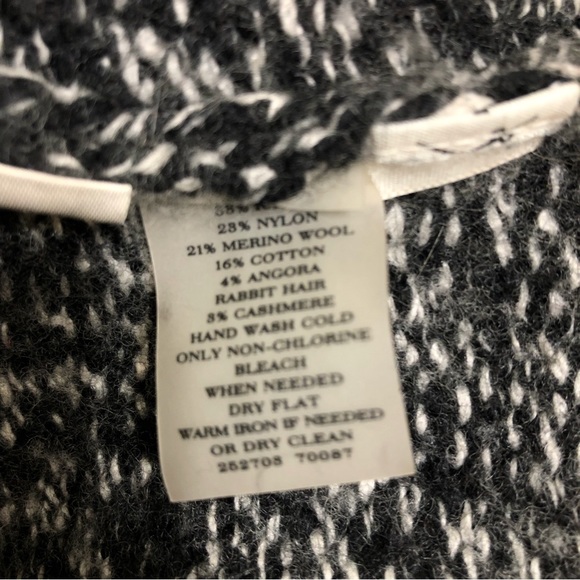 23% NYLON
21% MERINO WOOL
16% COTTON
4% ANGORA
RABBIT HAIR
3% CASHMERE
HAND WASH COLD
ONLY NON-CHLORINE
BLEACH
WHEN NEEDED
DRY FLAT
WARM IRON IF NEEDED
OR DRY CLEAN
252708 70087